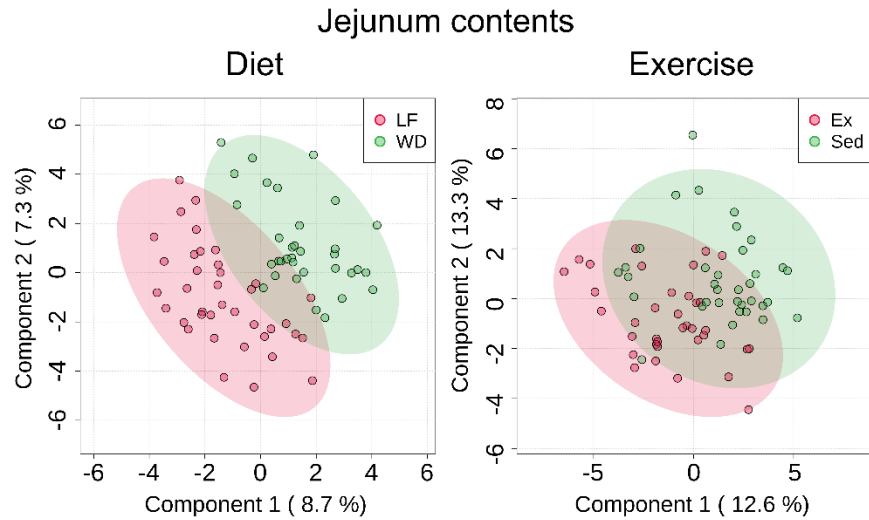 Jejunum contents
Diet
Exercise
LF
WD
6
4
2
0
-2
-4
-6
Component 2 ( 7.3 %)
-6
-4
-2
0
2
4
6
Component 1 ( 8.7 %)
Ex
Sed
8
6
4
2
0
-2
-4
-6
Component 2 ( 13.3 %)
-5
0
5
Component 1 ( 12.6 %)